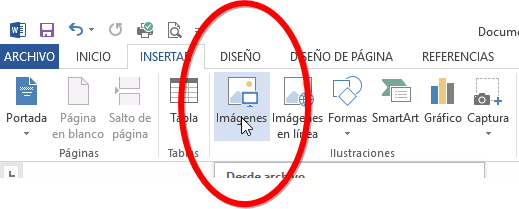 Docume
ARCHIVO INICIO INSERTAR DISEÑO DISEÑO DE PÁGINA REFERENCIAS
Portada Página en blanco Salto de página Tabla Imágenes Imágenes en línea Formas SmartArt Gráfico Captura
Páginas Tablas Ilustraciones
Desde archivo